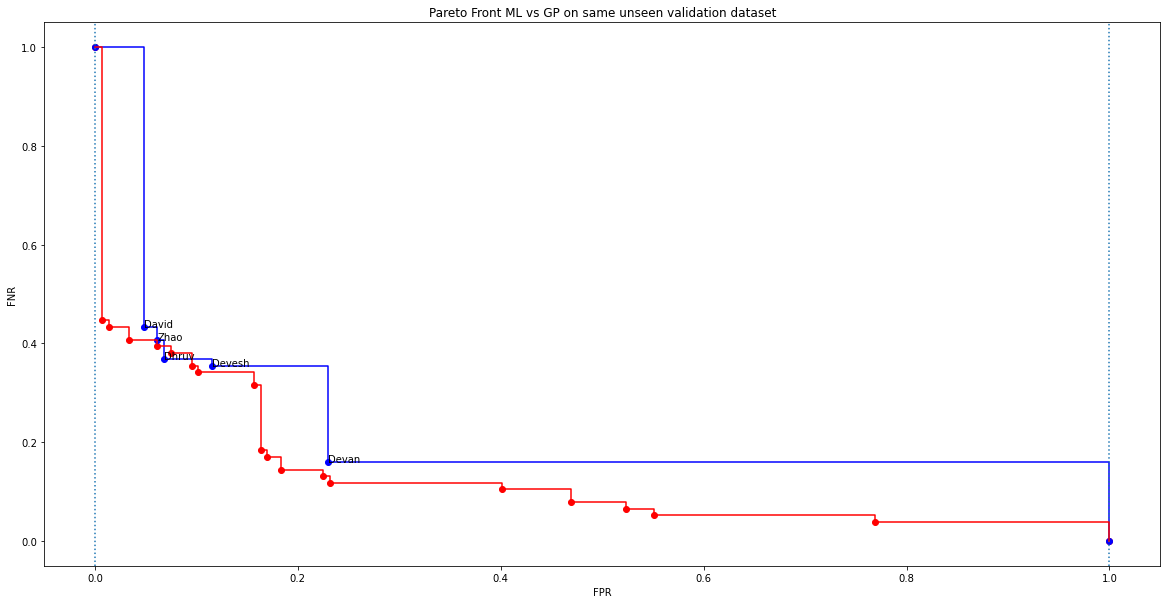 Pareto Front ML vs GP on same unseen validation dataset
1.0
0.8
0.6
0.4
0.2
0.0
FNR
David
Zhao
Dhruv
Devesh
Devan
0.0
0.2
0.4
0.6
0.8
1.0
FPR